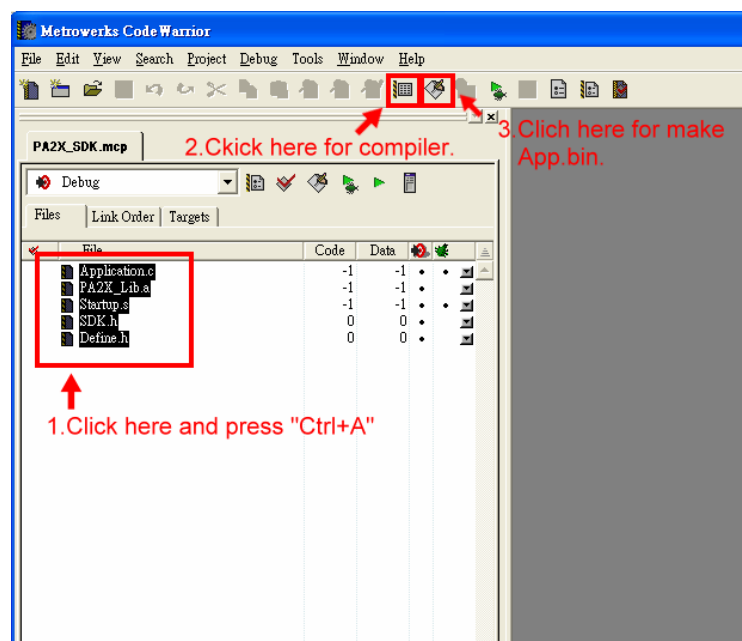 Metrowerks CodeWarrior
File Edit View Search Project Debug Tools Window Help
2.Ckick here for compiler.
3.Clich here for make
App.bin.
PA2X_SDK.mcp
Debug
Files Link Order Targets
File Code Data
Application.c -1 -1
PA2X_Lib.a -1 -1
Startup.s -1 -1
SDK.h 0 0
Define.h 0 0
1.Click here and press "Ctrl+A"